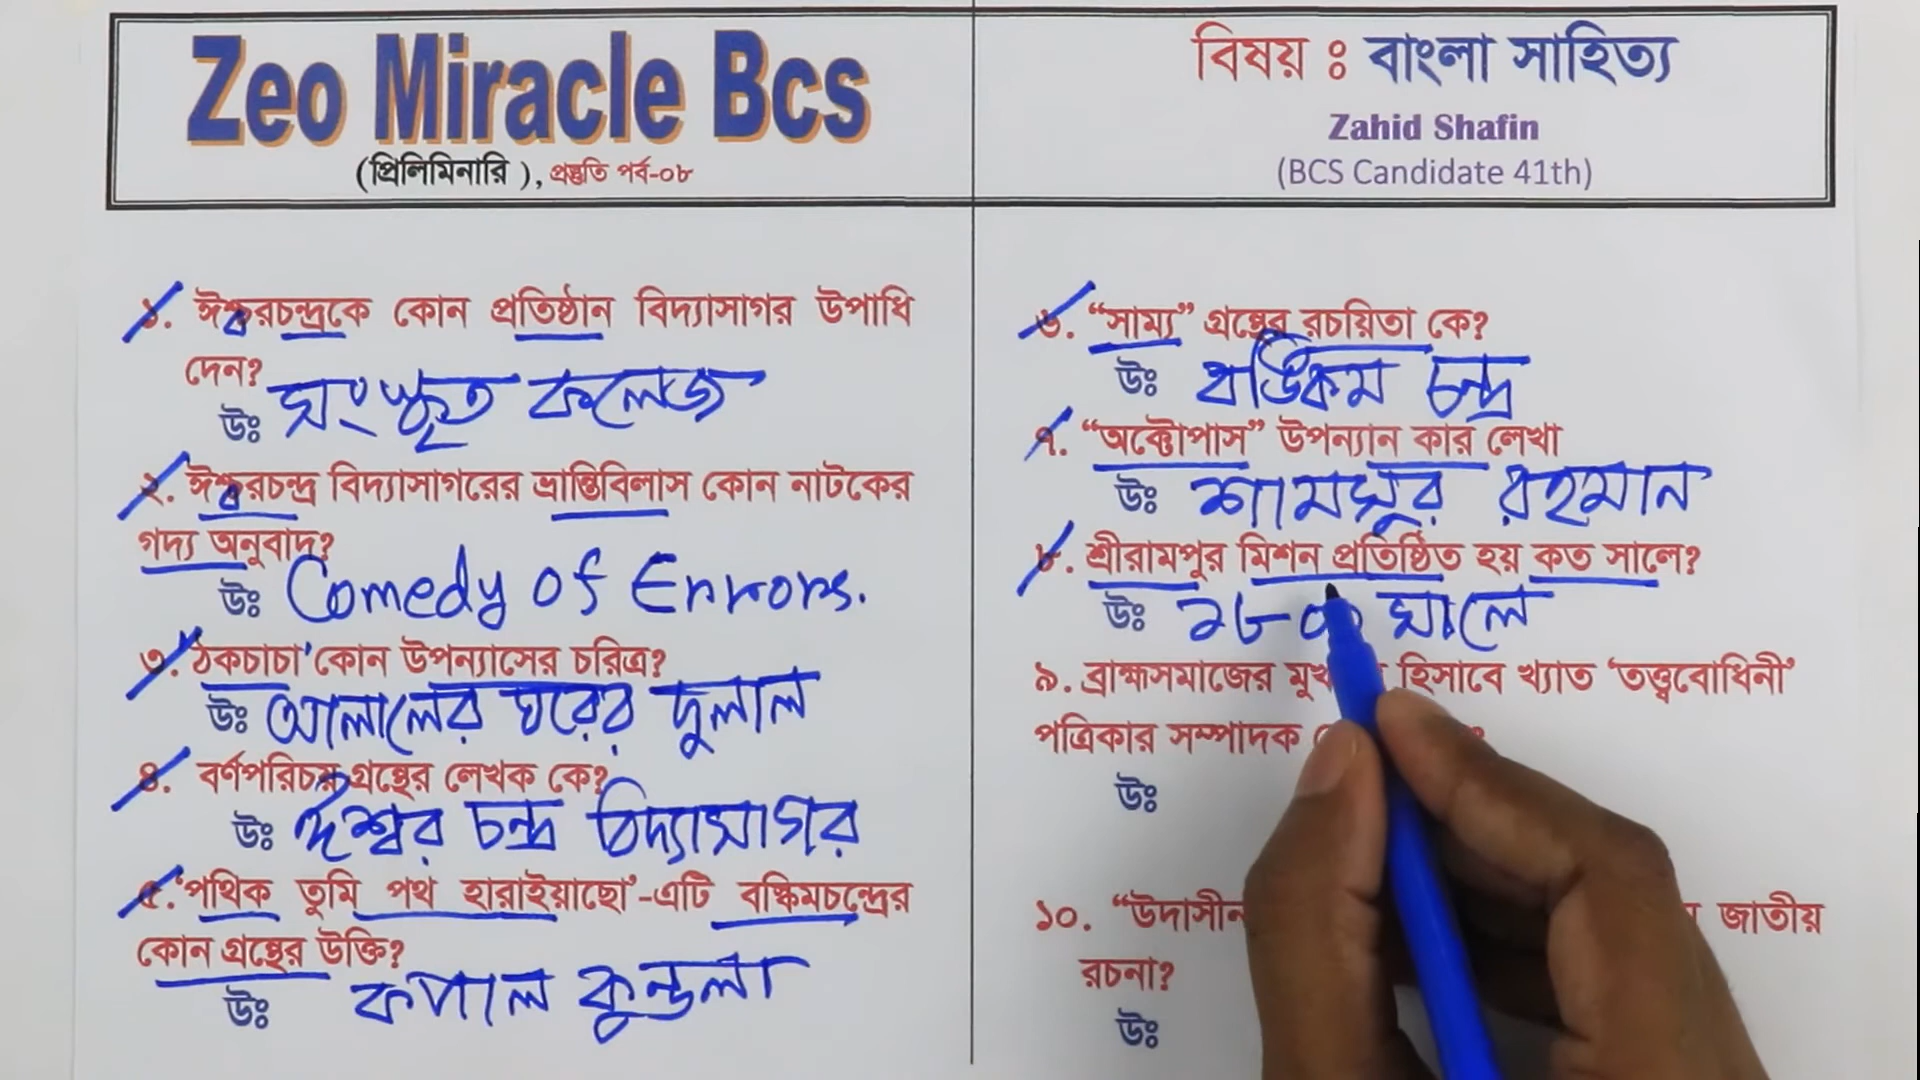 Zeo Miracle Bcs
(প্রিলিমিনারি), প্রস্তুতি পর্ব-০৮
বিষয় ঃ বাংলা সাহিত্য
Zahid Shafin
(BCS Candidate 41th)
১. ঈশ্বরচন্দ্রকে কোন প্রতিষ্ঠান বিদ্যাসাগর উপাধি
দেন?
উঃ সংস্কৃত কলেজ
২. ঈশ্বরচন্দ্র বিদ্যাসাগরের ভ্রান্তিবিলাস কোন নাটকের
গদ্য অনুবাদ?
উঃ Comedy of Errors.
৩. 'ঠকচাচা' কোন উপন্যাসের চরিত্র?
উঃ আলালের ঘরের দুলাল
৪. বর্ণপরিচয় গ্রন্থের লেখক কে?
উঃ ঈশ্বর চন্দ্র বিদ্যাসাগর
৫. 'পথিক তুমি পথ হারাইয়াছো'-এটি বঙ্কিমচন্দ্রের
কোন গ্রন্থের উক্তি?
উঃ কপাল কুন্ডলা
৬. "সাম্য" গ্রন্থের রচয়িতা কে?
উঃ বঙ্কিকম চন্দ্র
৭. "অক্টোপাস" উপন্যান কার লেখা
উঃ শামসুর রহমান
৮. শ্রীরামপুর মিশন প্রতিষ্ঠিত হয় কত সালে?
উঃ ১৮০০ সালে
৯. ব্রাহ্মসমাজের হিসাবে খ্যাত 'তত্ত্ববোধিনী'
পত্রিকার সম্পাদক
উঃ
১০. "উদাসীন জাতীয়
রচনা?
উঃ